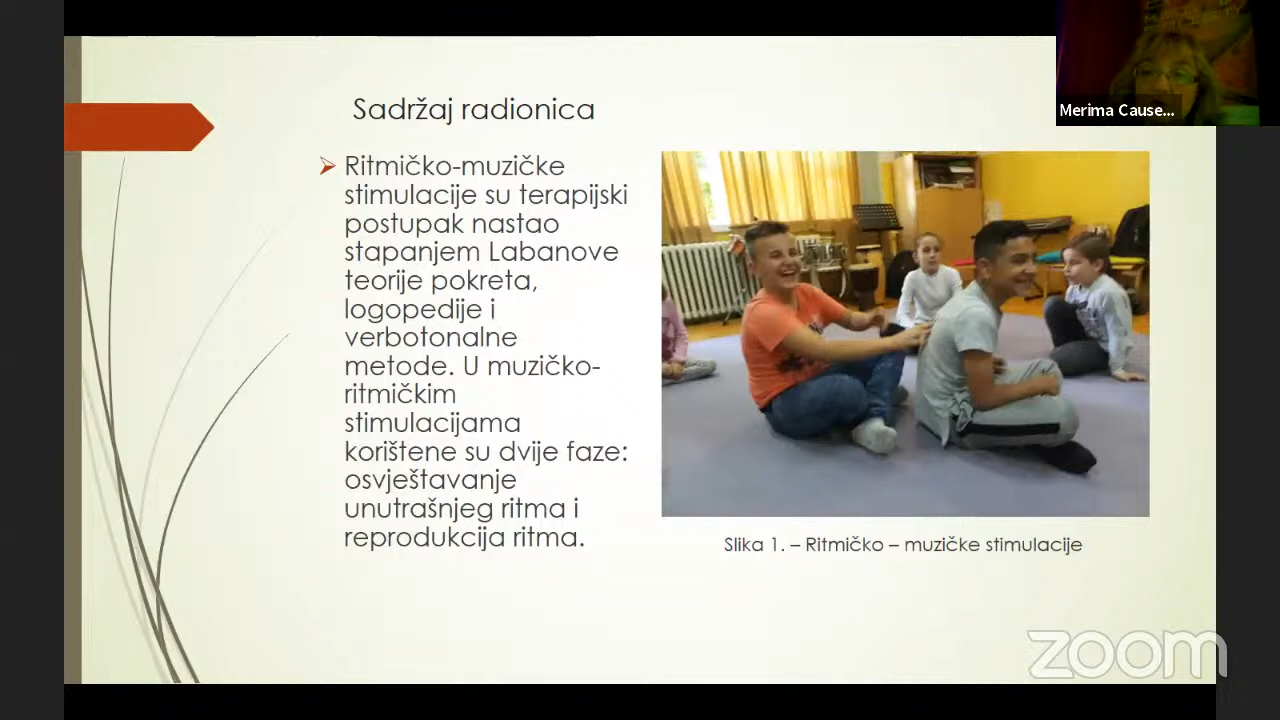 Sadržaj radionica
Ritmičko-muzičke
stimulacije su terapijski
postupak nastao
stapanjem Labanove
teorije pokreta,
logopedije i
verbotonalne
metode. U muzičko-
ritmičkim
stimulacijama
korištene su dvije faze:
osvještavanje
unutrašnjeg ritma i
reprodukcija ritma.
Slika 1. – Ritmičko – muzičke stimulacije
Merima Cause...
zoom